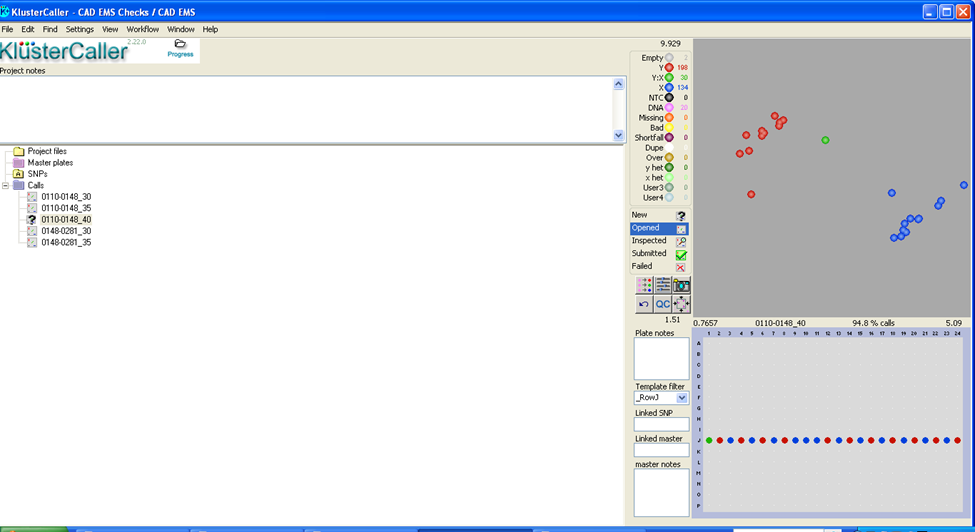 KlusterCaller - CAD EMS Checks / CAD EMS
File Edit Find Settings View Workflow Window Help
KlusterCaller 2.22.0 Progress
Project notes
Project files
Master plates
SNPs
Calls
0110-0148_30
0110-0148_35
0110-0148_40
0148-0281_30
0148-0281_35
9.929
Empty 2
Y 198
Y:X 30
X 134
NTC 0
DNA 20
Missing 0
Bad 0
Shortfall 0
Dupe
Over 0
y het 0
x het 0
User3 0
User4 0
New
Opened
Inspected
Submitted
Failed
QC
1.51
0.7657 0110-0148_40 94.8 % calls 5.09
Plate notes
Template filter
_RowJ
Linked SNP
Linked master
master notes
1 2 3 4 5 6 7 8 9 10 11 12 13 14 15 16 17 18 19 20 21 22 23 24
A
B
C
D
E
F
G
H
I
J
K
L
M
N
O
P